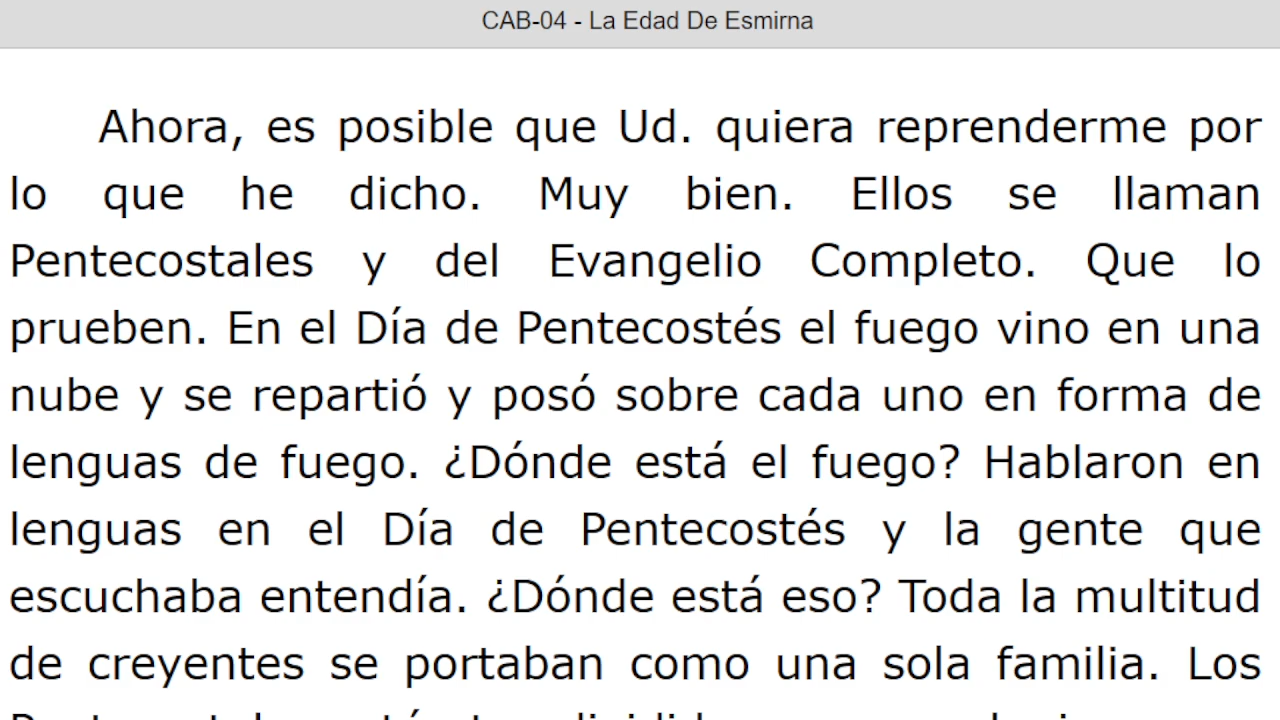 CAB-04 - La Edad De Esmirna
Ahora, es posible que Ud. quiera reprenderme por
lo que he dicho. Muy bien. Ellos se llaman
Pentecostales y del Evangelio Completo. Que lo
prueben. En el Día de Pentecostés el fuego vino en una
nube y se repartió y posó sobre cada uno en forma de
lenguas de fuego. ¿Dónde está el fuego? Hablaron en
lenguas en el Día de Pentecostés y la gente que
escuchaba entendía. ¿Dónde está eso? Toda la multitud
de creyentes se portaban como una sola familia. Los